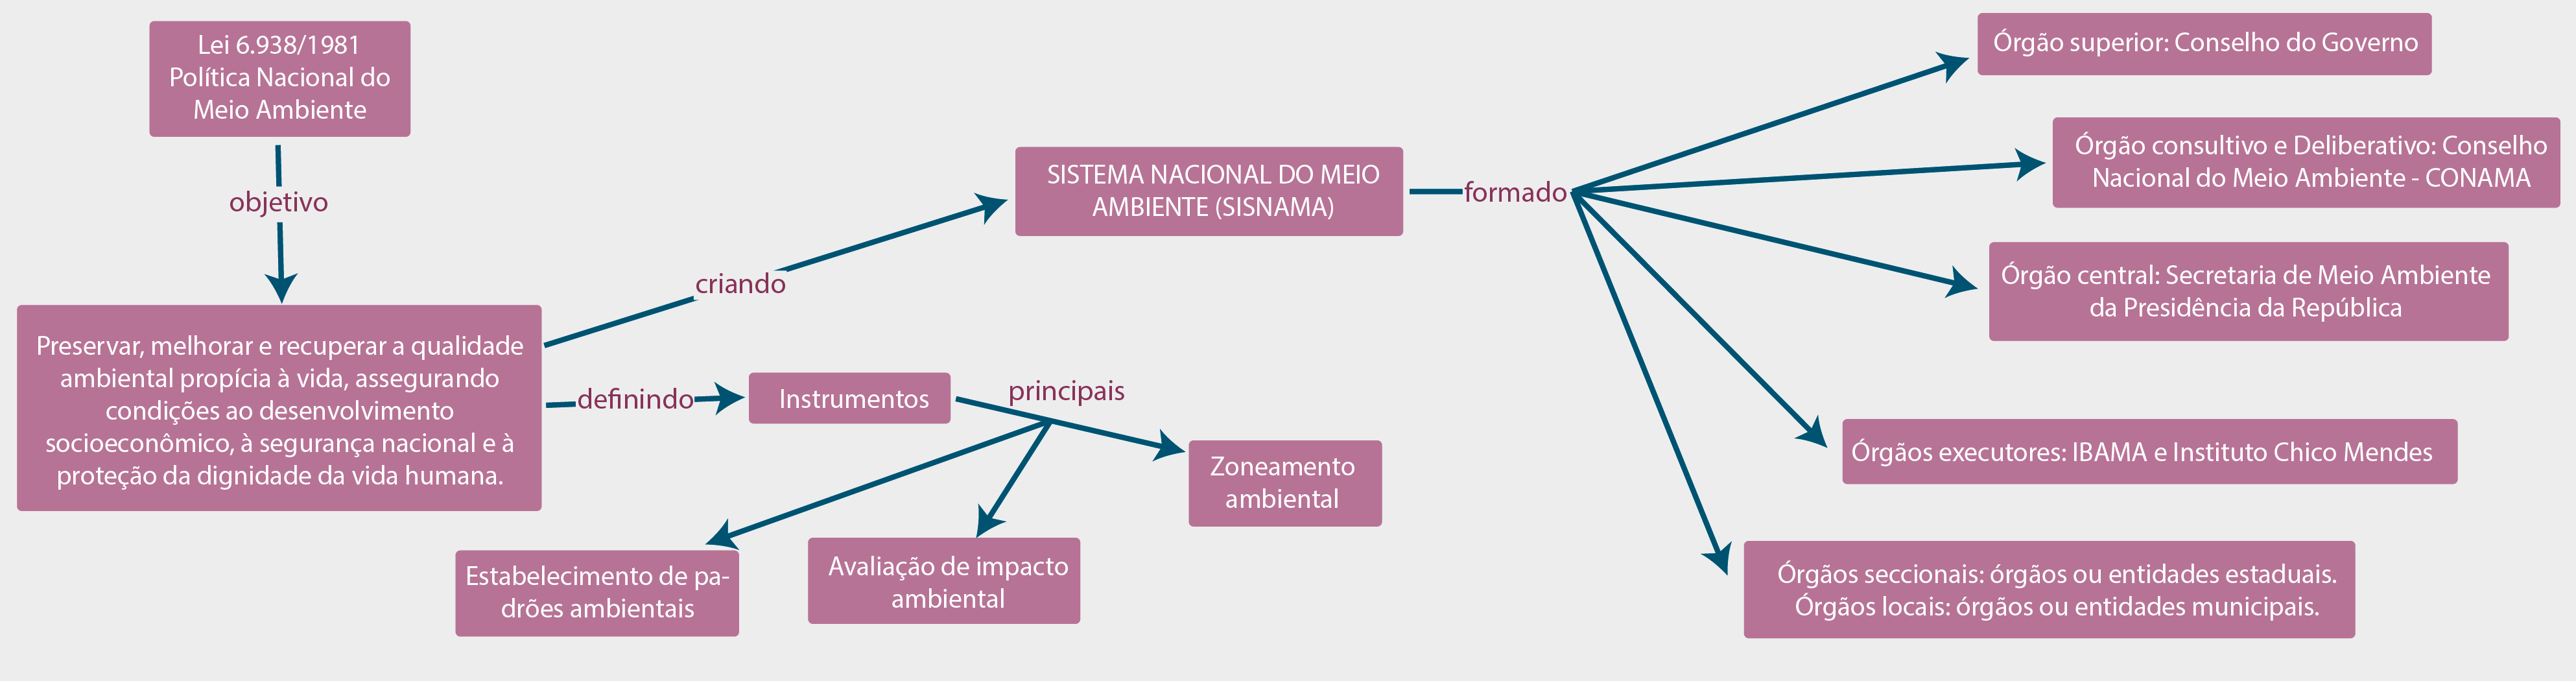 Lei 6.938/1981
Política Nacional do
Meio Ambiente
objetivo
Preservar, melhorar e recuperar a qualidade
ambiental propícia à vida, assegurando
condições ao desenvolvimento
socioeconômico, à segurança nacional e à
proteção da dignidade da vida humana.
criando
SISTEMA NACIONAL DO MEIO
AMBIENTE (SISNAMA)
formado
Órgão superior: Conselho do Governo
Órgão consultivo e Deliberativo: Conselho
Nacional do Meio Ambiente - CONAMA
Órgão central: Secretaria de Meio Ambiente
da Presidência da República
Órgãos executores: IBAMA e Instituto Chico Mendes
Órgãos seccionais: órgãos ou entidades estaduais.
Órgãos locais: órgãos ou entidades municipais.
definindo
Instrumentos
principais
Zoneamento
ambiental
Avaliação de impacto
ambiental
Estabelecimento de pa-
drões ambientais